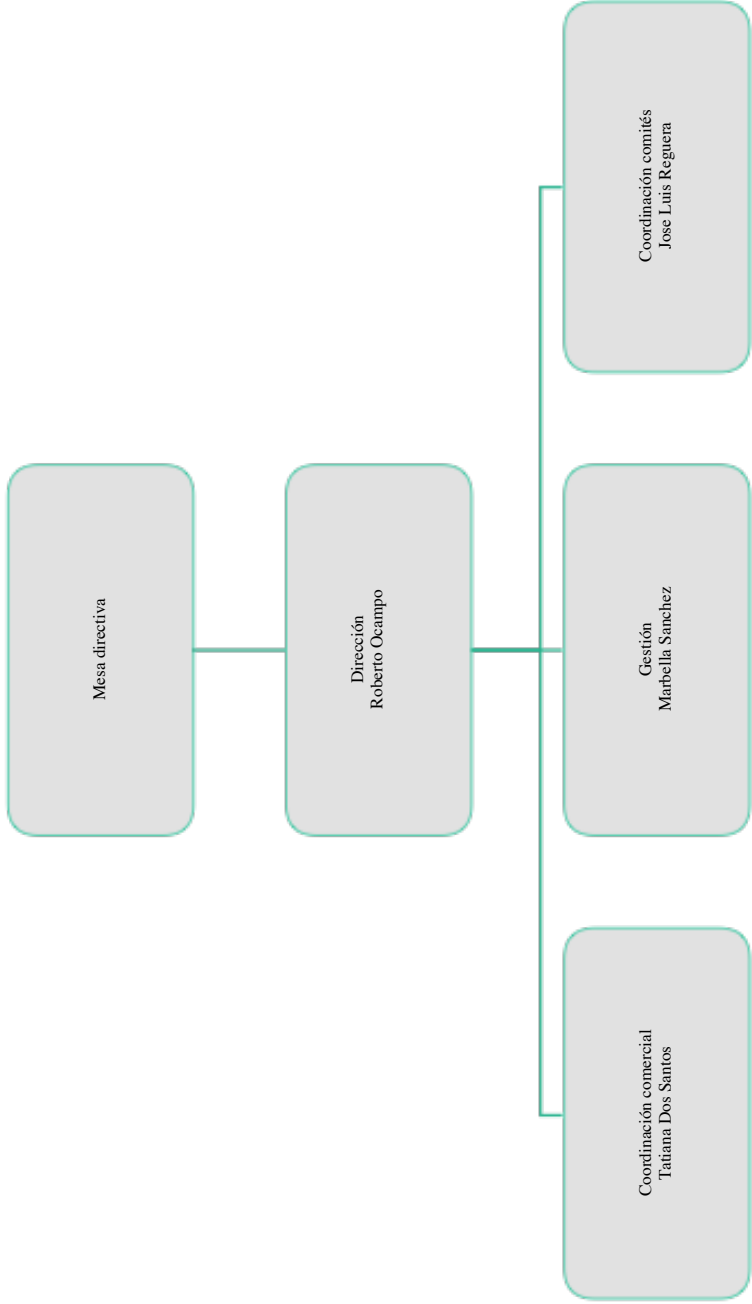 Mesa directiva
Dirección
Roberto Ocampo
Coordinación comercial
Tatiana Dos Santos
Gestión
Marbella Sanchez
Coordinación comités
Jose Luis Reguera